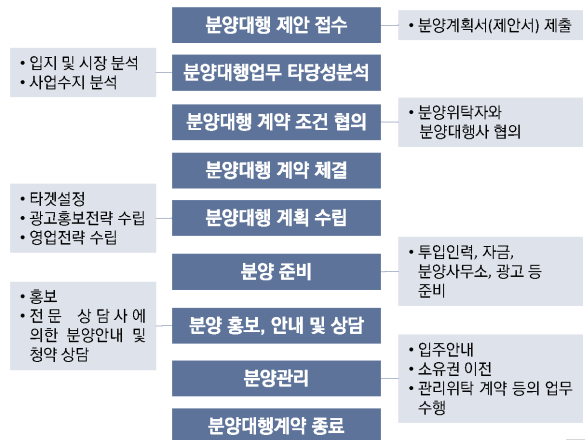 분양대행 제안 접수
• 분양계획서(제안서) 제출
• 입지 및 시장 분석
• 사업수지 분석
분양대행업무 타당성분석
분양대행 계약 조건 협의
• 분양위탁자와
분양대행사 협의
분양대행 계약 체결
• 타겟설정
• 광고홍보전략 수립
• 영업전략 수립
분양대행 계획 수립
분양 준비
• 투입인력, 자금,
분양사무소, 광고 등
준비
• 홍보
• 전문 상담사에
의한 분양안내 및
청약 상담
분양 홍보, 안내 및 상담
분양관리
• 입주안내
• 소유권 이전
• 관리위탁 계약 등의 업무
수행
분양대행계약 종료